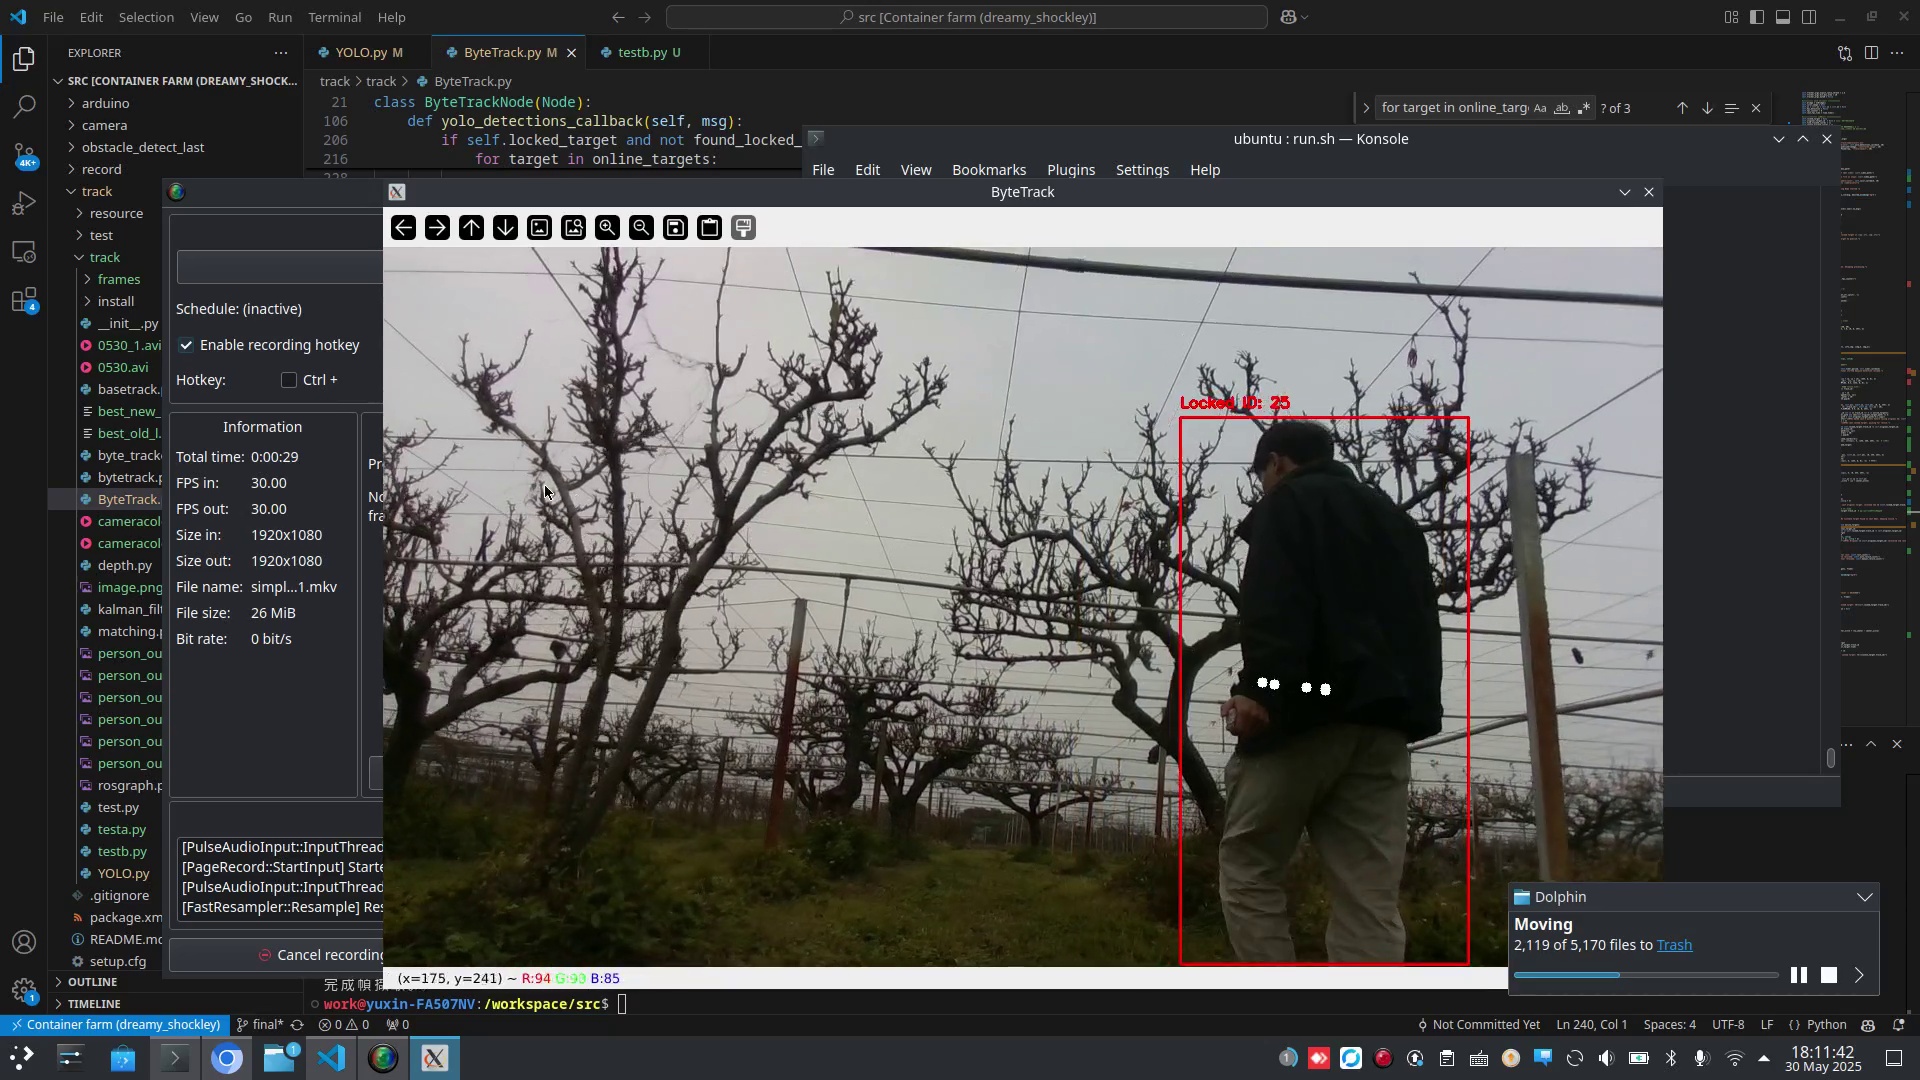 File Edit Selection View Go Run Terminal Help
src [Container farm (dreamy_shockley)]
EXPLORER
YOLO.py M
ByteTrack.py M
testb.py U
SRC [CONTAINER FARM (DREAMY_SHOCK...
track > track > ByteTrack.py
arduino
camera
obstacle_detect_last
record
track
resource
test
track
frames
install
__init__.py
0530_1.avi
0530.avi
basetrack.
best_new_
best_old_l.
byte_tracke
bytetrack.p
ByteTrack.
cameracol
cameracol
depth.py
image.png
kalman_filt
matching.p
person_ou
person_ou
person_ou
person_ou
person_ou
person_ou
rosgraph.p
test.py
testa.py
testb.py
YOLO.py
.gitignore
package.xm
README.md
setup.cfg
OUTLINE
TIMELINE
4K+
4
1
21 class ByteTrackNode(Node):
106 def yolo_detections_callback(self, msg):
206 if self.locked_target and not found_locked_
216 for target in online_targets:
for target in online_targ
Aa ab
? of 3
ubuntu : run.sh — Konsole
File Edit View Bookmarks Plugins Settings Help
ByteTrack
Schedule: (inactive)
Enable recording hotkey
Hotkey: Ctrl +
Information
Total time: 0:00:29
FPS in: 30.00
FPS out: 30.00
Size in: 1920x1080
Size out: 1920x1080
File name: simpl...1.mkv
File size: 26 MiB
Bit rate: 0 bit/s
Pr
No
fra
[PulseAudioInput::InputThread
[PageRecord::StartInput] Starte
[PulseAudioInput::InputThread
[FastResampler::Resample] Res
Cancel recording
Locked ID: 25
(x=175, y=241) ~ R:94 G:93 B:85
Dolphin
Moving
2,119 of 5,170 files to Trash
work@yuxin-FA507NV:/workspace/src$
Container farm (dreamy_shockley)
final*
0 0
0
Not Committed Yet
Ln 240, Col 1
Spaces: 4
UTF-8
LF
{} Python
1
1
18:11:42
30 May 2025